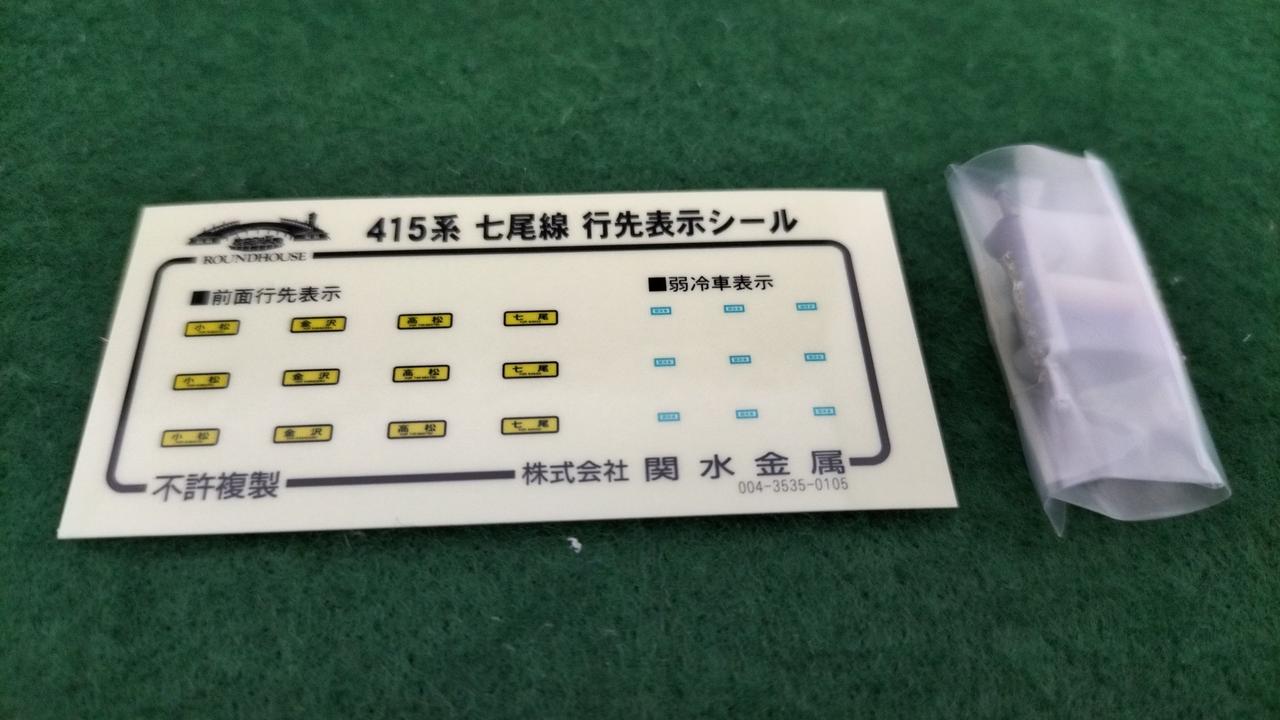 415系 七尾線 行先表示シール
ROUNDHOUSE
■前面行先表示
■弱冷車表示
小松 金沢 高松 七尾
小松 金沢 高松 七尾
小松 金沢 高松 七尾
不許複製
株式会社 関水金属
004-3535-0105